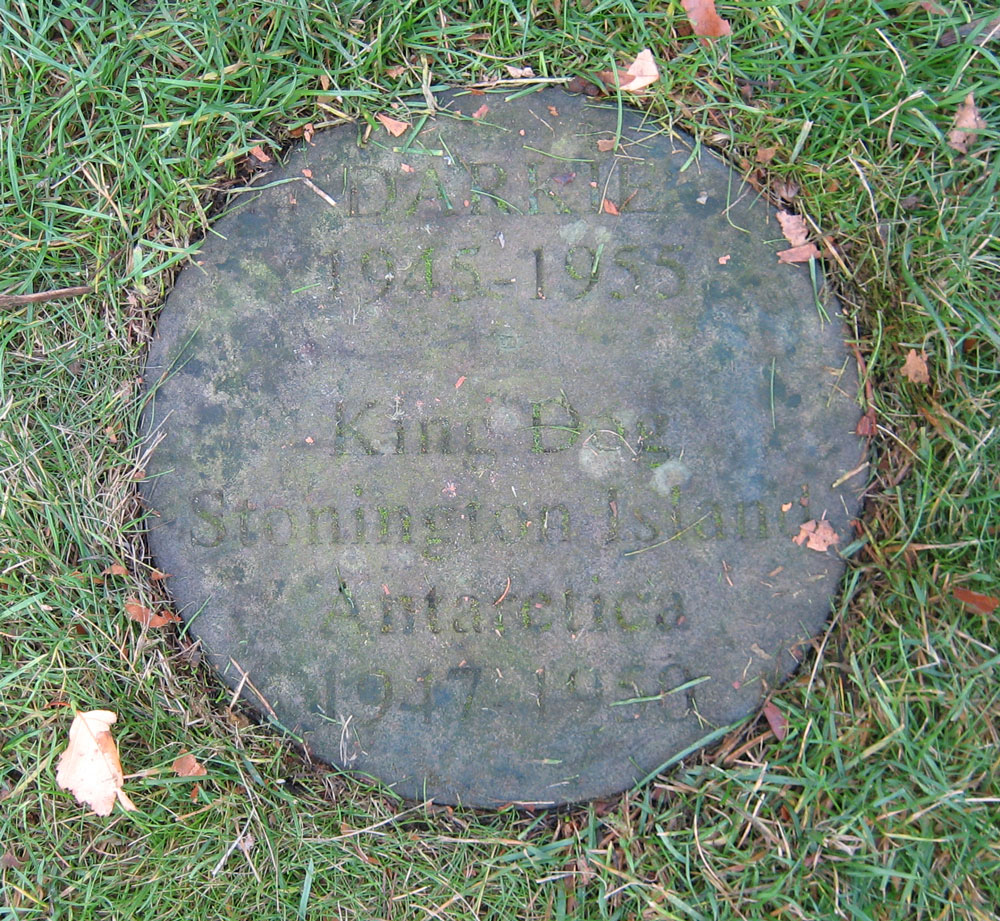 DARKIE
1945-1955
King Dog
Stonington Island
Antarctica
1947-1950